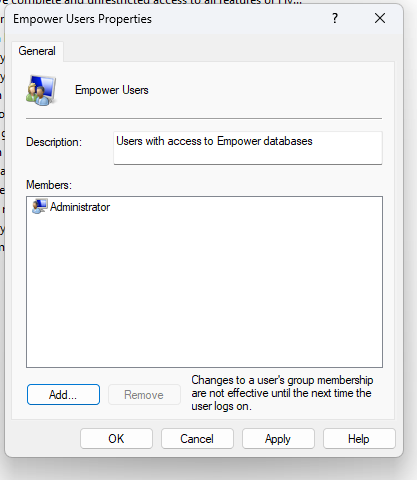 ve complete and unrestricted access to all features of Hy...
Empower Users Properties
?
General
Empower Users
Description:
Users with access to Empower databases
Members:
Administrator
Add...
Remove
Changes to a user's group membership
are not effective until the next time the
user logs on.
OK
Cancel
Apply
Help